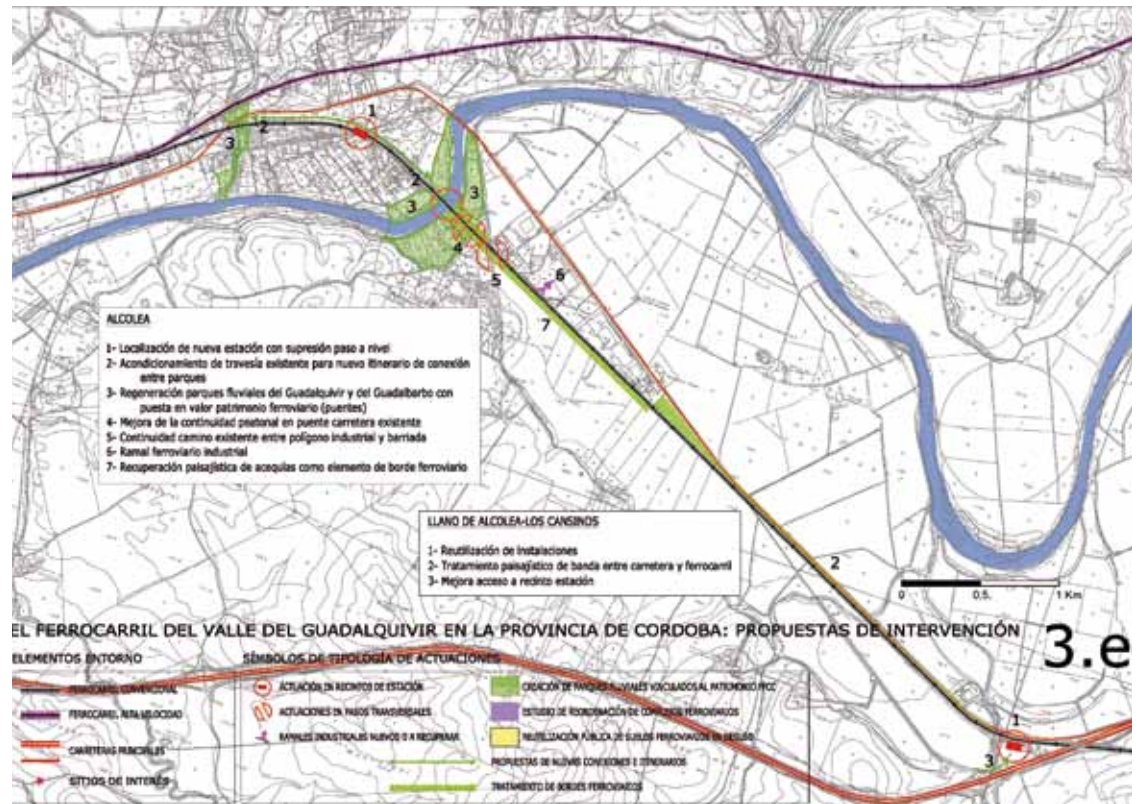 1
2
3
2
3
3
4
5
6
7
ALCOLEA
1- Localización de nueva estación con supresión paso a nivel
2- Acondicionamiento de travesía existente para nuevo itinerario de conexión
entre parques
3- Regeneración parques fluviales del Guadalquivir y del Guadalbarbo con
puesta en valor patrimonio ferroviario (puentes)
4- Mejora de la continuidad peatonal en puente carretera existente
5- Continuidad camino existente entre polígono industrial y barriada
6- Ramal ferroviario industrial
7- Recuperación paisajística de acequias como elemento de borde ferroviario
LLANO DE ALCOLEA-LOS CANSINOS
1- Reutilización de instalaciones
2- Tratamiento paisajístico de banda entre carretera y ferrocarril
3- Mejora acceso a recinto estación
2
0 0,5. 1 Km
EL FERROCARRIL DEL VALLE DEL GUADALQUIVIR EN LA PROVINCIA DE CORDOBA: PROPUESTAS DE INTERVENCIÓN
3.e
ELEMENTOS ENTORNO
FERROCARRIL CONVENCIONAL
FERROCARRIL ALTA VELOCIDAD
CARRETERAS PRINCIPALES
SITIOS DE INTERÉS
SÍMBOLOS DE TIPOLOGÍA DE ACTUACIONES
ACTUACIÓN EN RECINTOS DE ESTACIÓN
ACTUACIONES EN PASOS TRANSVERSALES
RAMALES INDUSTRIALES NUEVOS O A RECUPERAR
CREACIÓN DE PARQUES FLUVIALES VINCULADOS AL PATRIMONIO FFCC
ESTUDIO DE REORDENACIÓN DE COMPLEJOS FERROVIARIOS
REUTILIZACIÓN PÚBLICA DE SUELOS FERROVIARIOS EN DESUSO
PROPUESTAS DE NUEVAS CONEXIONES E ITINERARIOS
TRATAMIENTO DE BORDES FERROVIARIOS
1
3